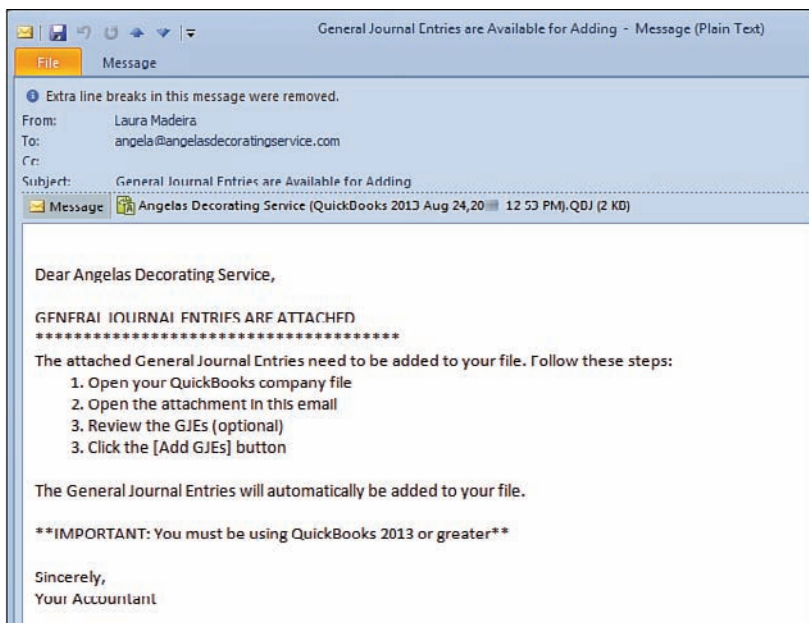 General Journal Entries are Available for Adding - Message (Plain Text)
File Message
Extra line breaks in this message were removed.
From: Laura Madeira
To: angela@angelasdecoratingservice.com
Cc:
Subject: General Journal Entries are Available for Adding
Message Angelas Decorating Service (QuickBooks 2013 Aug 24,20 12 53 PM).QBJ (2 KB)
Dear Angelas Decorating Service,
GENERAL JOURNAL ENTRIES ARE ATTACHED
****************************************
The attached General Journal Entries need to be added to your file. Follow these steps:
1. Open your QuickBooks company file
2. Open the attachment in this email
3. Review the GJEs (optional)
3. Click the [Add GJEs] button
The General Journal Entries will automatically be added to your file.
**IMPORTANT: You must be using QuickBooks 2013 or greater**
Sincerely,
Your Accountant